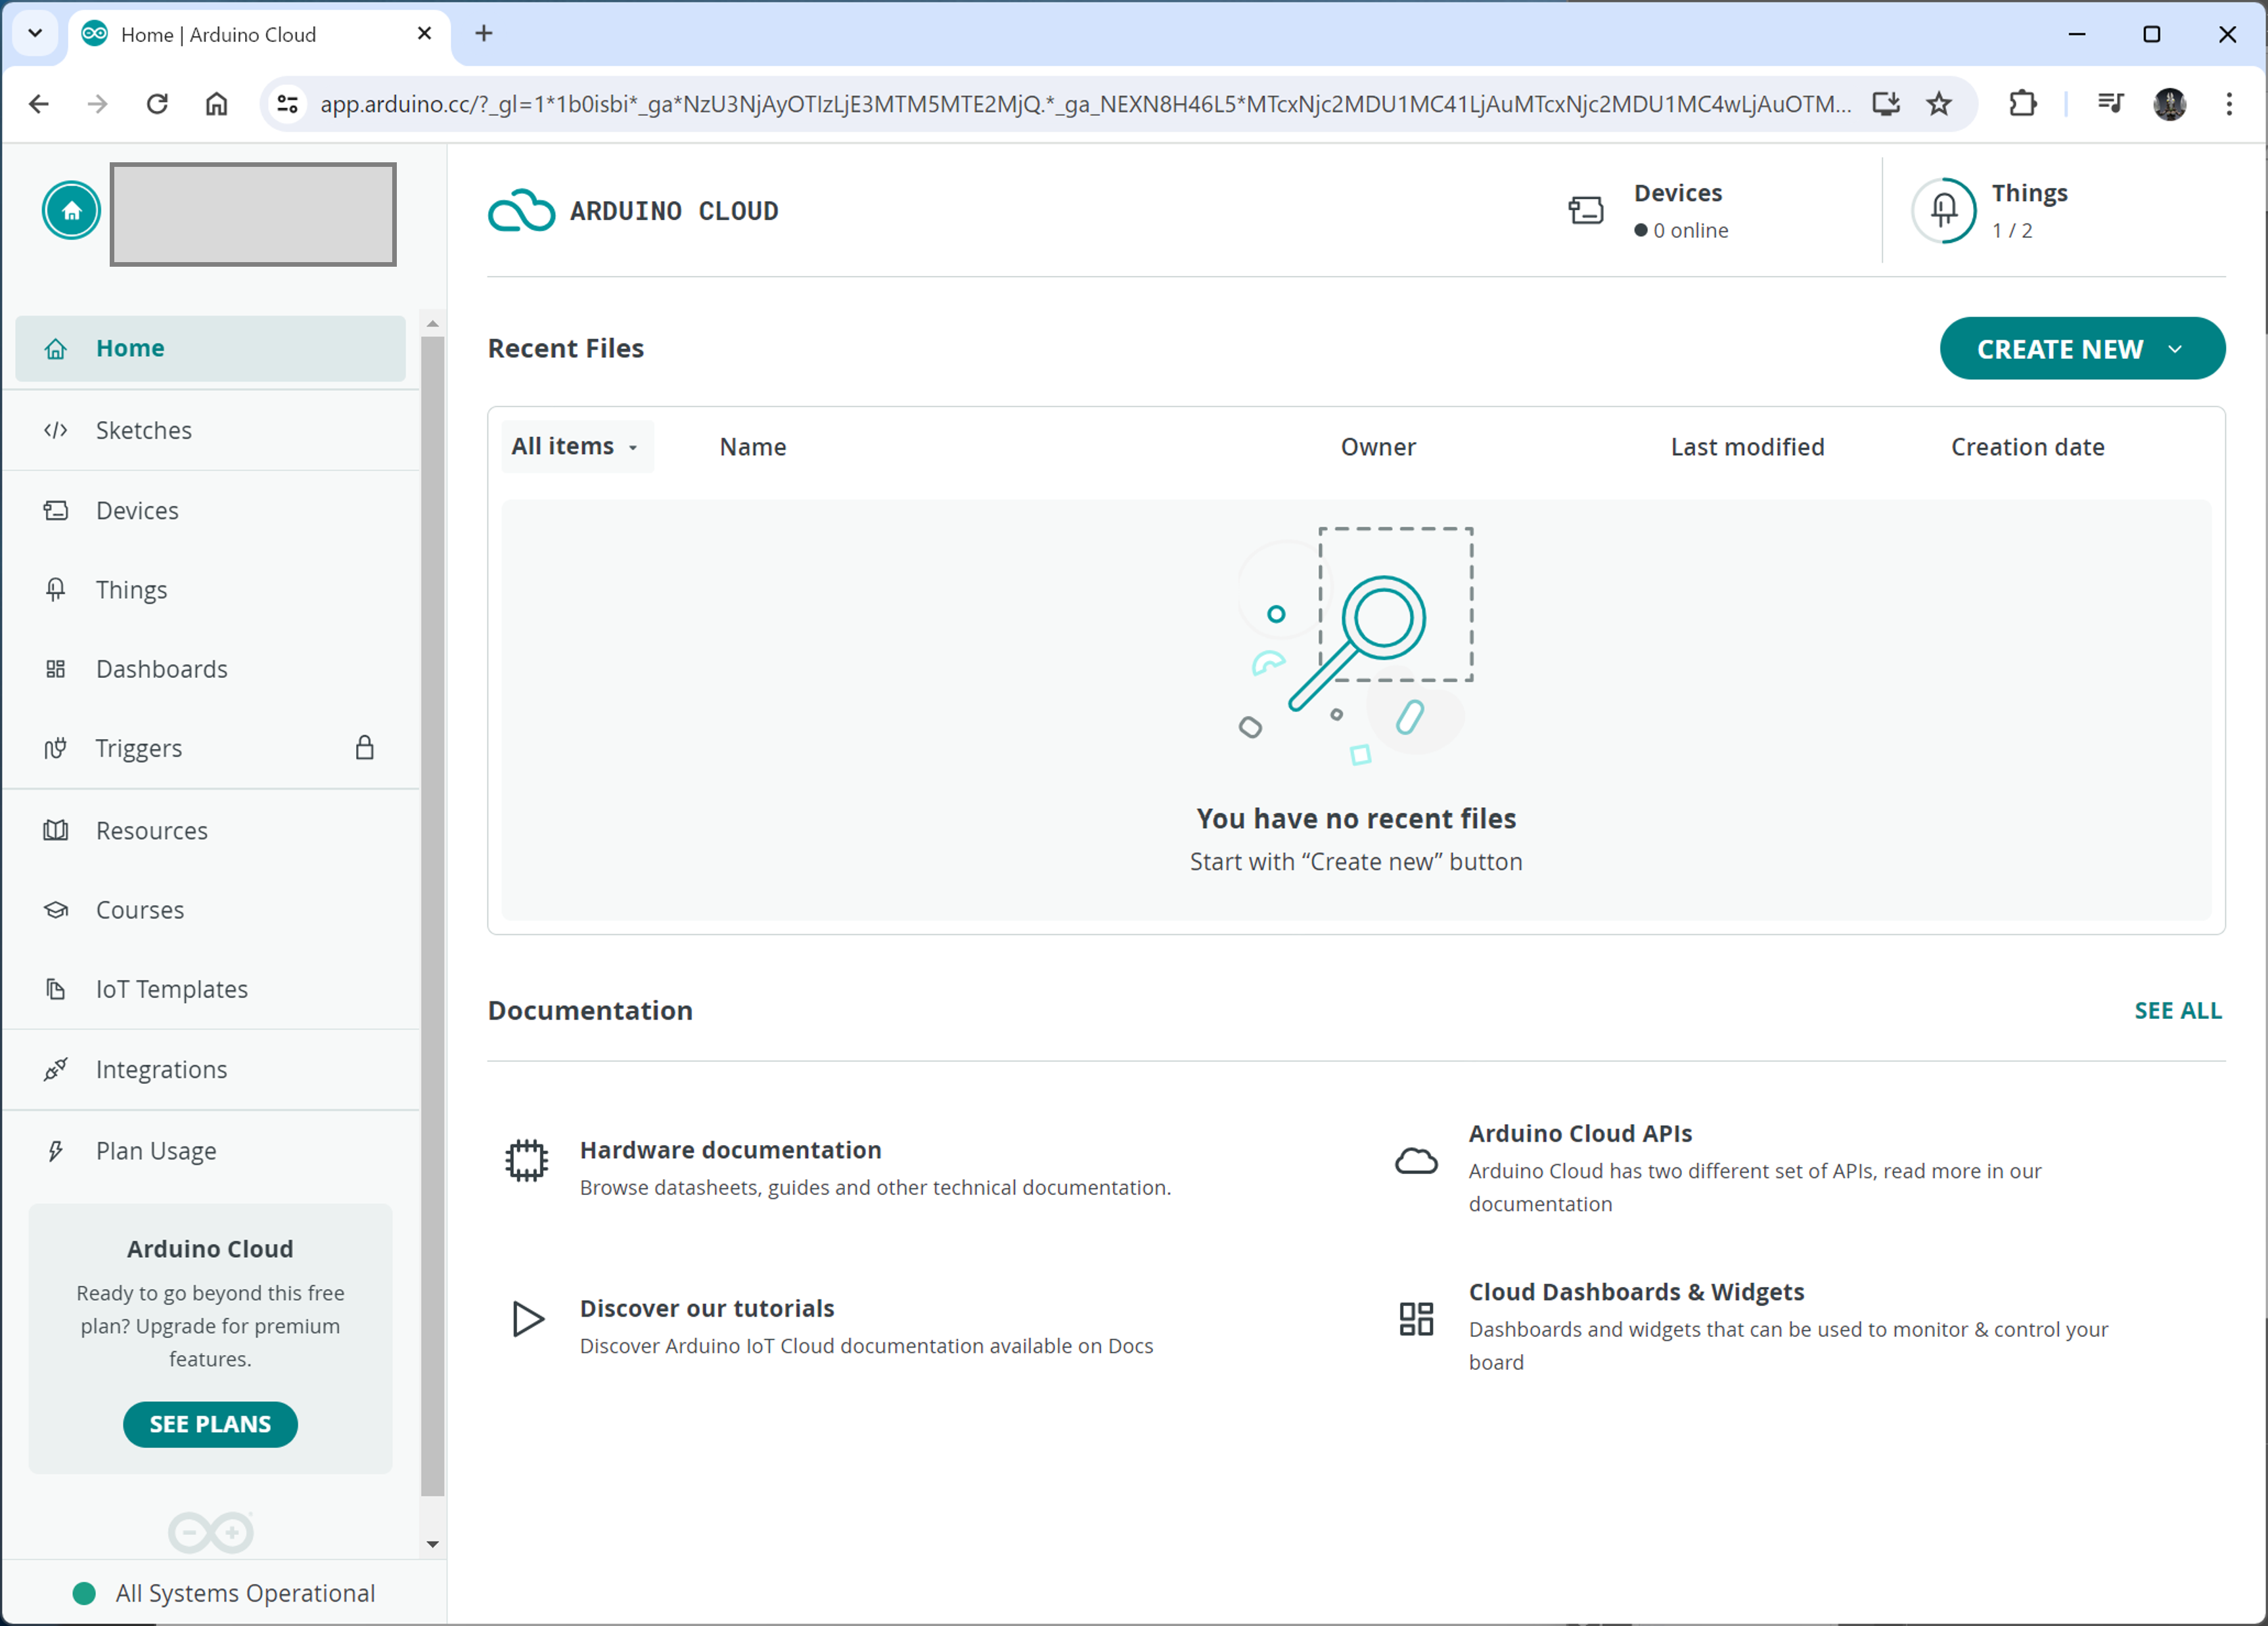 Home | Arduino Cloud
app.arduino.cc/?_gl=1*1b0isbi*_ga*NzU3NjAyOTIzLjE3MTM5MTE2MjQ.*_ga_NEXN8H46L5*MTcxNjc2MDU1MC41LjAuMTcxNjc2MDU1MC4wLjAuOTM...
ARDUINO CLOUD
Devices
0 online
Things
1 / 2
Home
Sketches
Devices
Things
Dashboards
Triggers
Resources
Courses
IoT Templates
Integrations
Plan Usage
Arduino Cloud
Ready to go beyond this free
plan? Upgrade for premium
features.
SEE PLANS
All Systems Operational
Recent Files
CREATE NEW
All items
Name
Owner
Last modified
Creation date
You have no recent files
Start with “Create new” button
Documentation
SEE ALL
Hardware documentation
Browse datasheets, guides and other technical documentation.
Arduino Cloud APIs
Arduino Cloud has two different set of APIs, read more in our
documentation
Discover our tutorials
Discover Arduino IoT Cloud documentation available on Docs
Cloud Dashboards & Widgets
Dashboards and widgets that can be used to monitor & control your
board